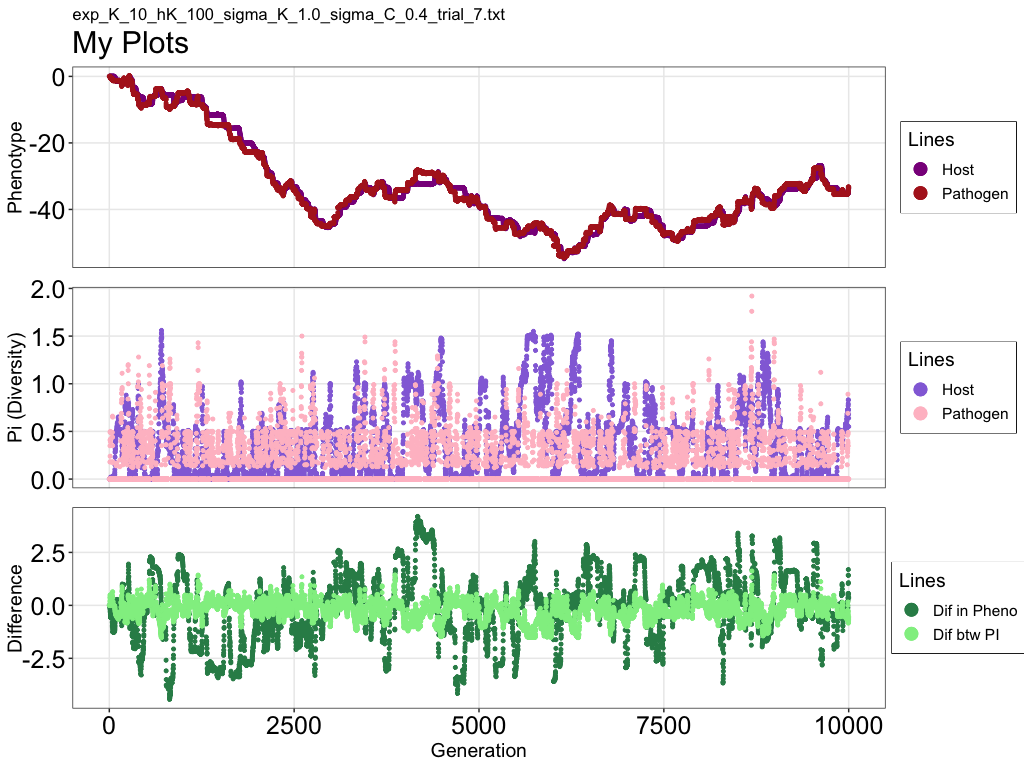 exp_K_10_hK_100_sigma_K_1.0_sigma_C_0.4_trial_7.txt
My Plots
Phenotype
0
-20
-40
Lines
Host
Pathogen
Pi (Diversity)
2.0
1.5
1.0
0.5
0.0
Lines
Host
Pathogen
Difference
2.5
0.0
-2.5
Lines
Dif in Pheno
Dif btw PI
0 2500 5000 7500 10000
Generation